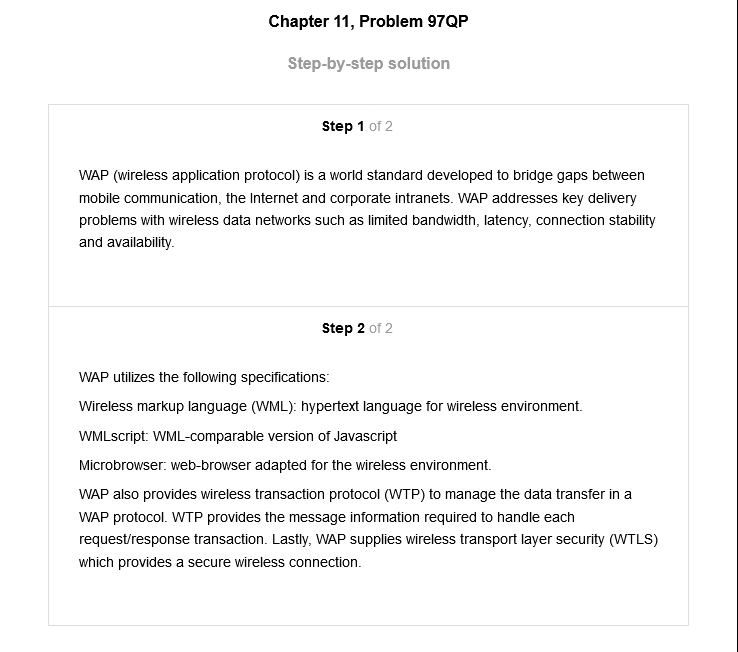 Chapter 11, Problem 97QP
Step-by-step solution
Step 1 of 2
WAP (wireless application protocol) is a world standard developed to bridge gaps between
mobile communication, the Internet and corporate intranets. WAP addresses key delivery
problems with wireless data networks such as limited bandwidth, latency, connection stability
and availability.
Step 2 of 2
WAP utilizes the following specifications:
Wireless markup language (WML): hypertext language for wireless environment.
WMLscript: WML-comparable version of Javascript
Microbrowser: web-browser adapted for the wireless environment.
WAP also provides wireless transaction protocol (WTP) to manage the data transfer in a
WAP protocol. WTP provides the message information required to handle each
request/response transaction. Lastly, WAP supplies wireless transport layer security (WTLS)
which provides a secure wireless connection.